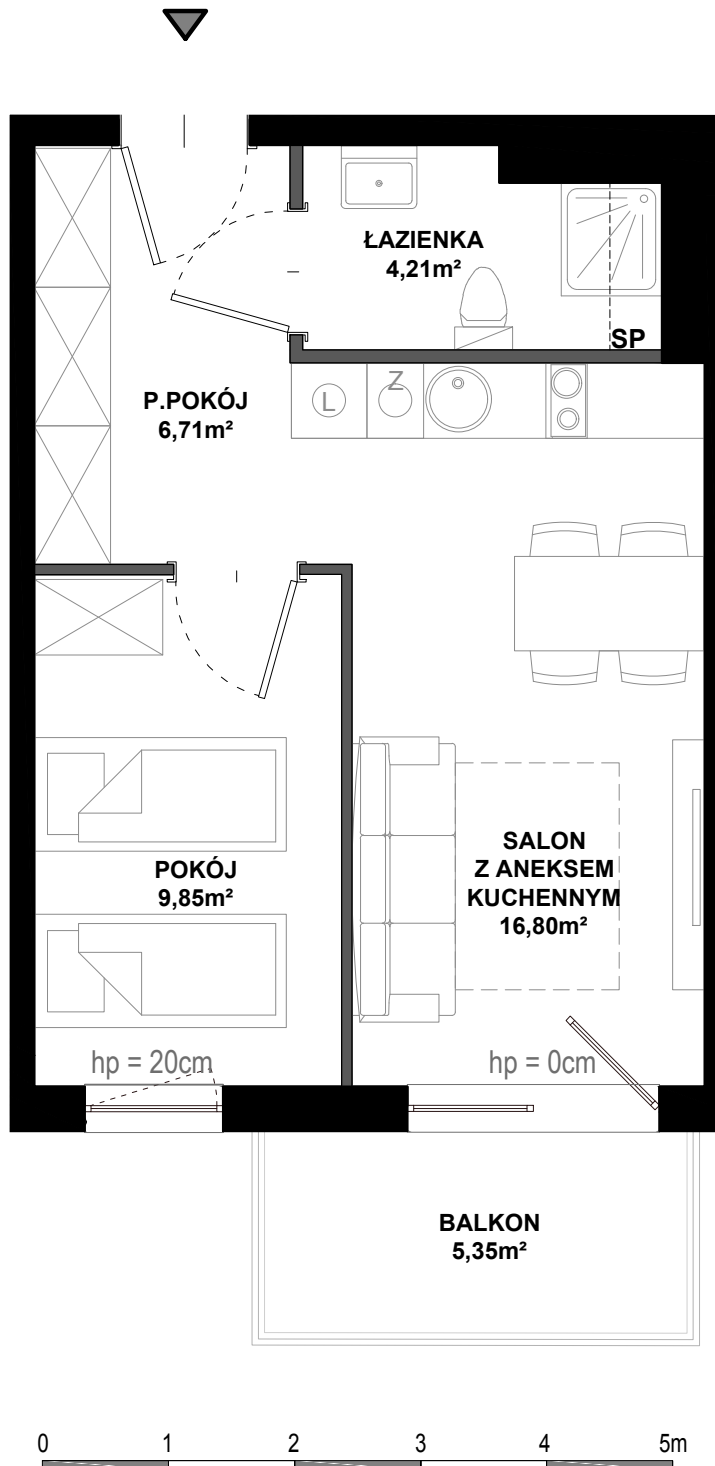 ŁAZIENKA
4,21m²
SP
P.POKÓJ
6,71m²
L
Z
SALON
Z ANEKSEM
KUCHENNYM
16,80m²
POKÓJ
9,85m²
hp = 20cm
hp = 0cm
BALKON
5,35m²
0 1 2 3 4 5m